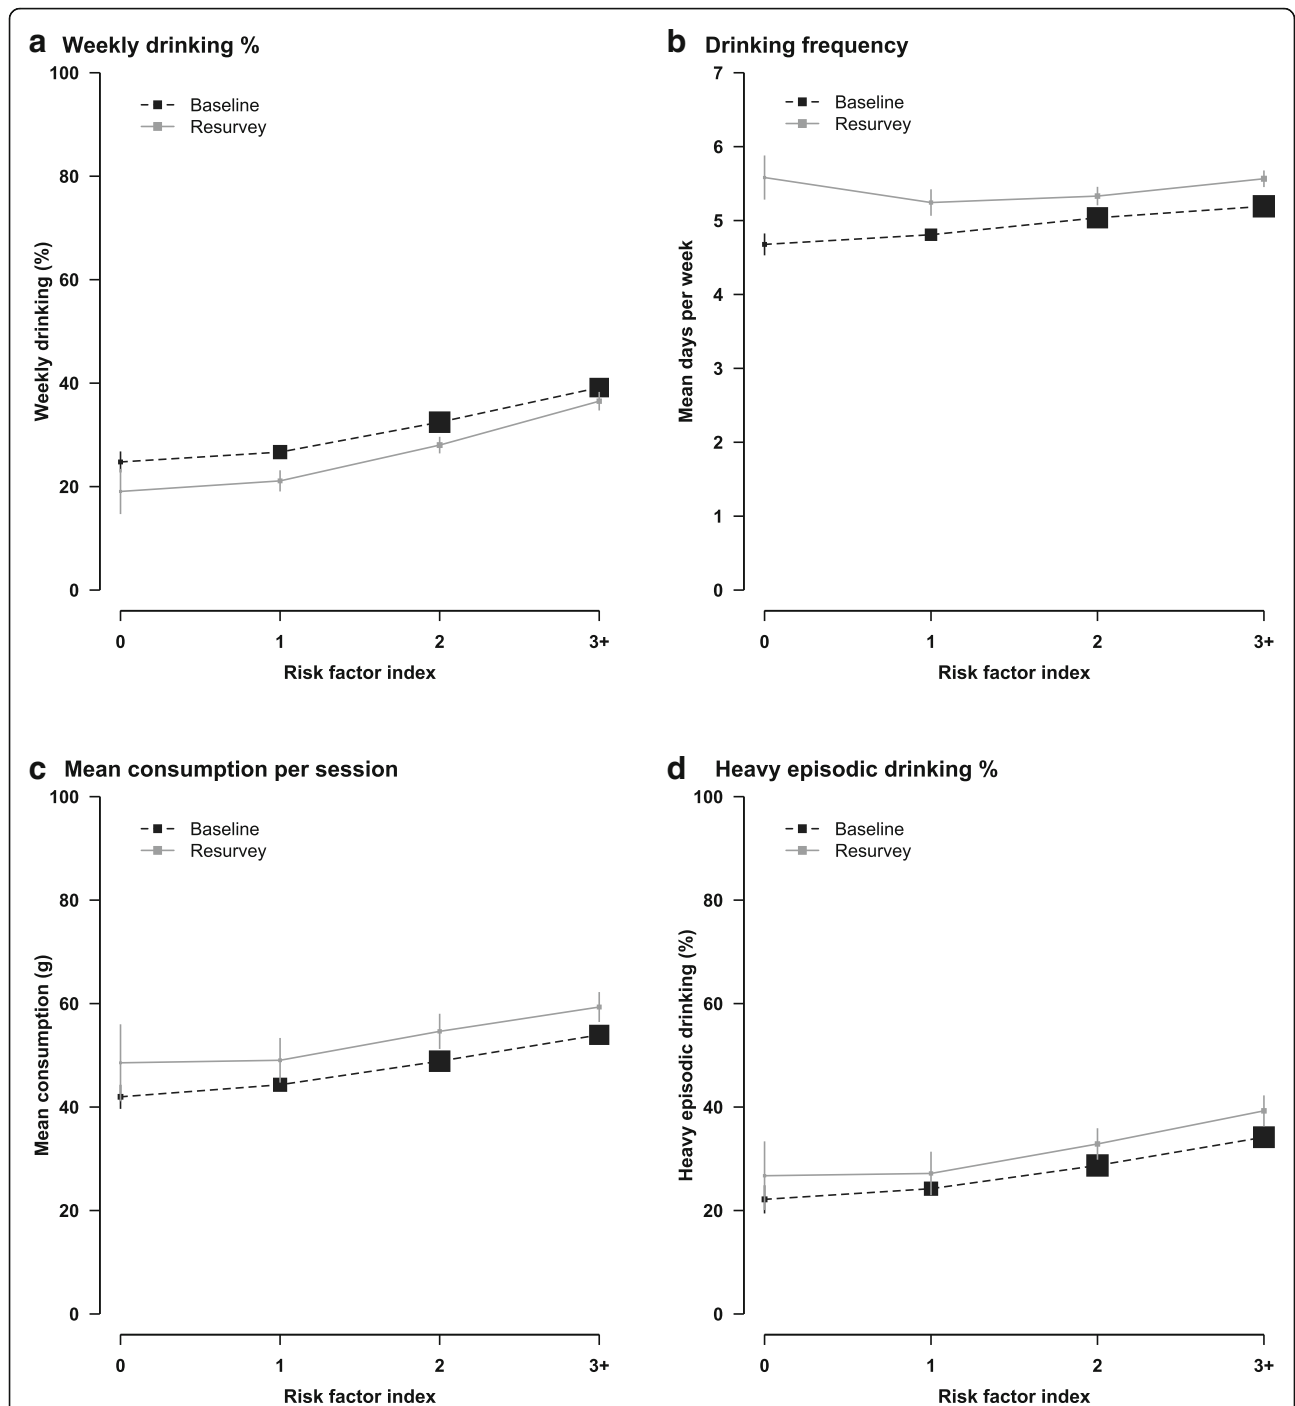 a Weekly drinking %
100
80
60
40
20
0
Weekly drinking (%)
Baseline
Resurvey
0 1 2 3+
Risk factor index
b Drinking frequency
7
6
5
4
3
2
1
0
Mean days per week
Baseline
Resurvey
0 1 2 3+
Risk factor index
c Mean consumption per session
100
80
60
40
20
0
Mean consumption (g)
Baseline
Resurvey
0 1 2 3+
Risk factor index
d Heavy episodic drinking %
100
80
60
40
20
0
Heavy episodic drinking (%)
Baseline
Resurvey
0 1 2 3+
Risk factor index